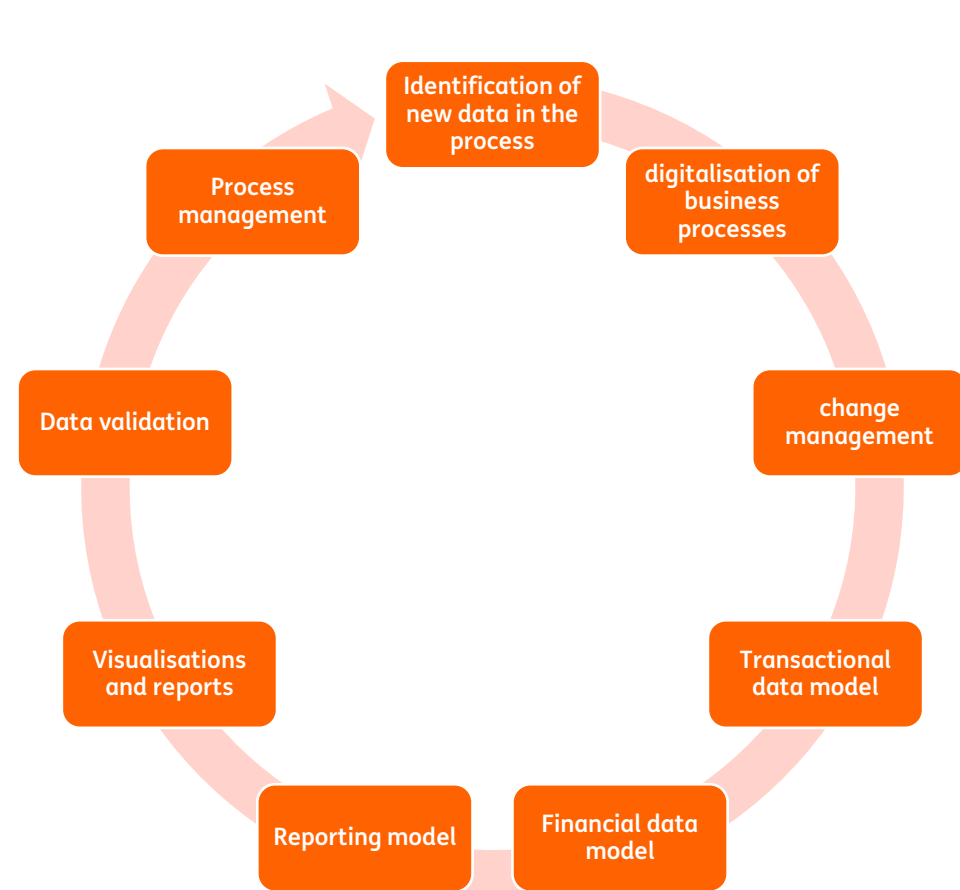 Identification of
new data in the
process
digitalisation of
business
processes
change
management
Transactional
data model
Financial data
model
Reporting model
Visualisations
and reports
Data validation
Process
management